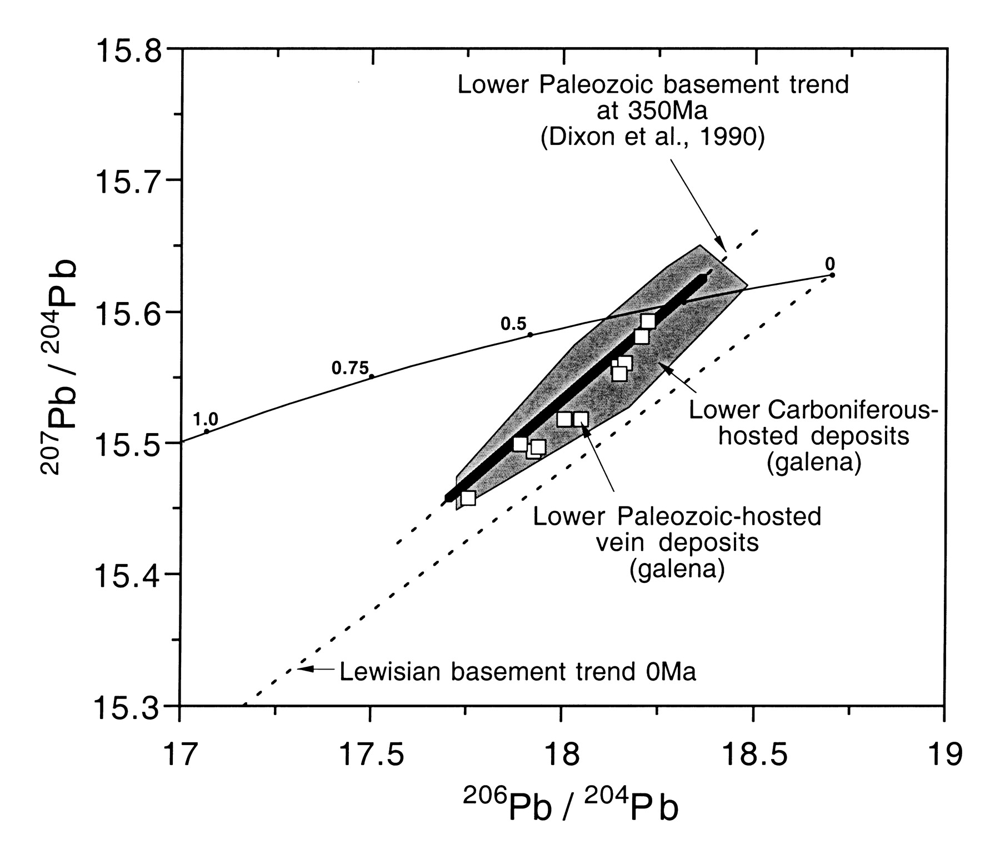 15.8
Lower Paleozoic basement trend
at 350Ma
(Dixon et al., 1990)
15.7
0
15.6
0.5
0.75
1.0
Lower Carboniferous-
hosted deposits
(galena)
15.5
Lower Paleozoic-hosted
vein deposits
(galena)
15.4
Lewisian basement trend 0Ma
15.3
17
17.5
18
18.5
19
²⁰⁷Pb / ²⁰⁴Pb
²⁰⁶Pb / ²⁰⁴Pb